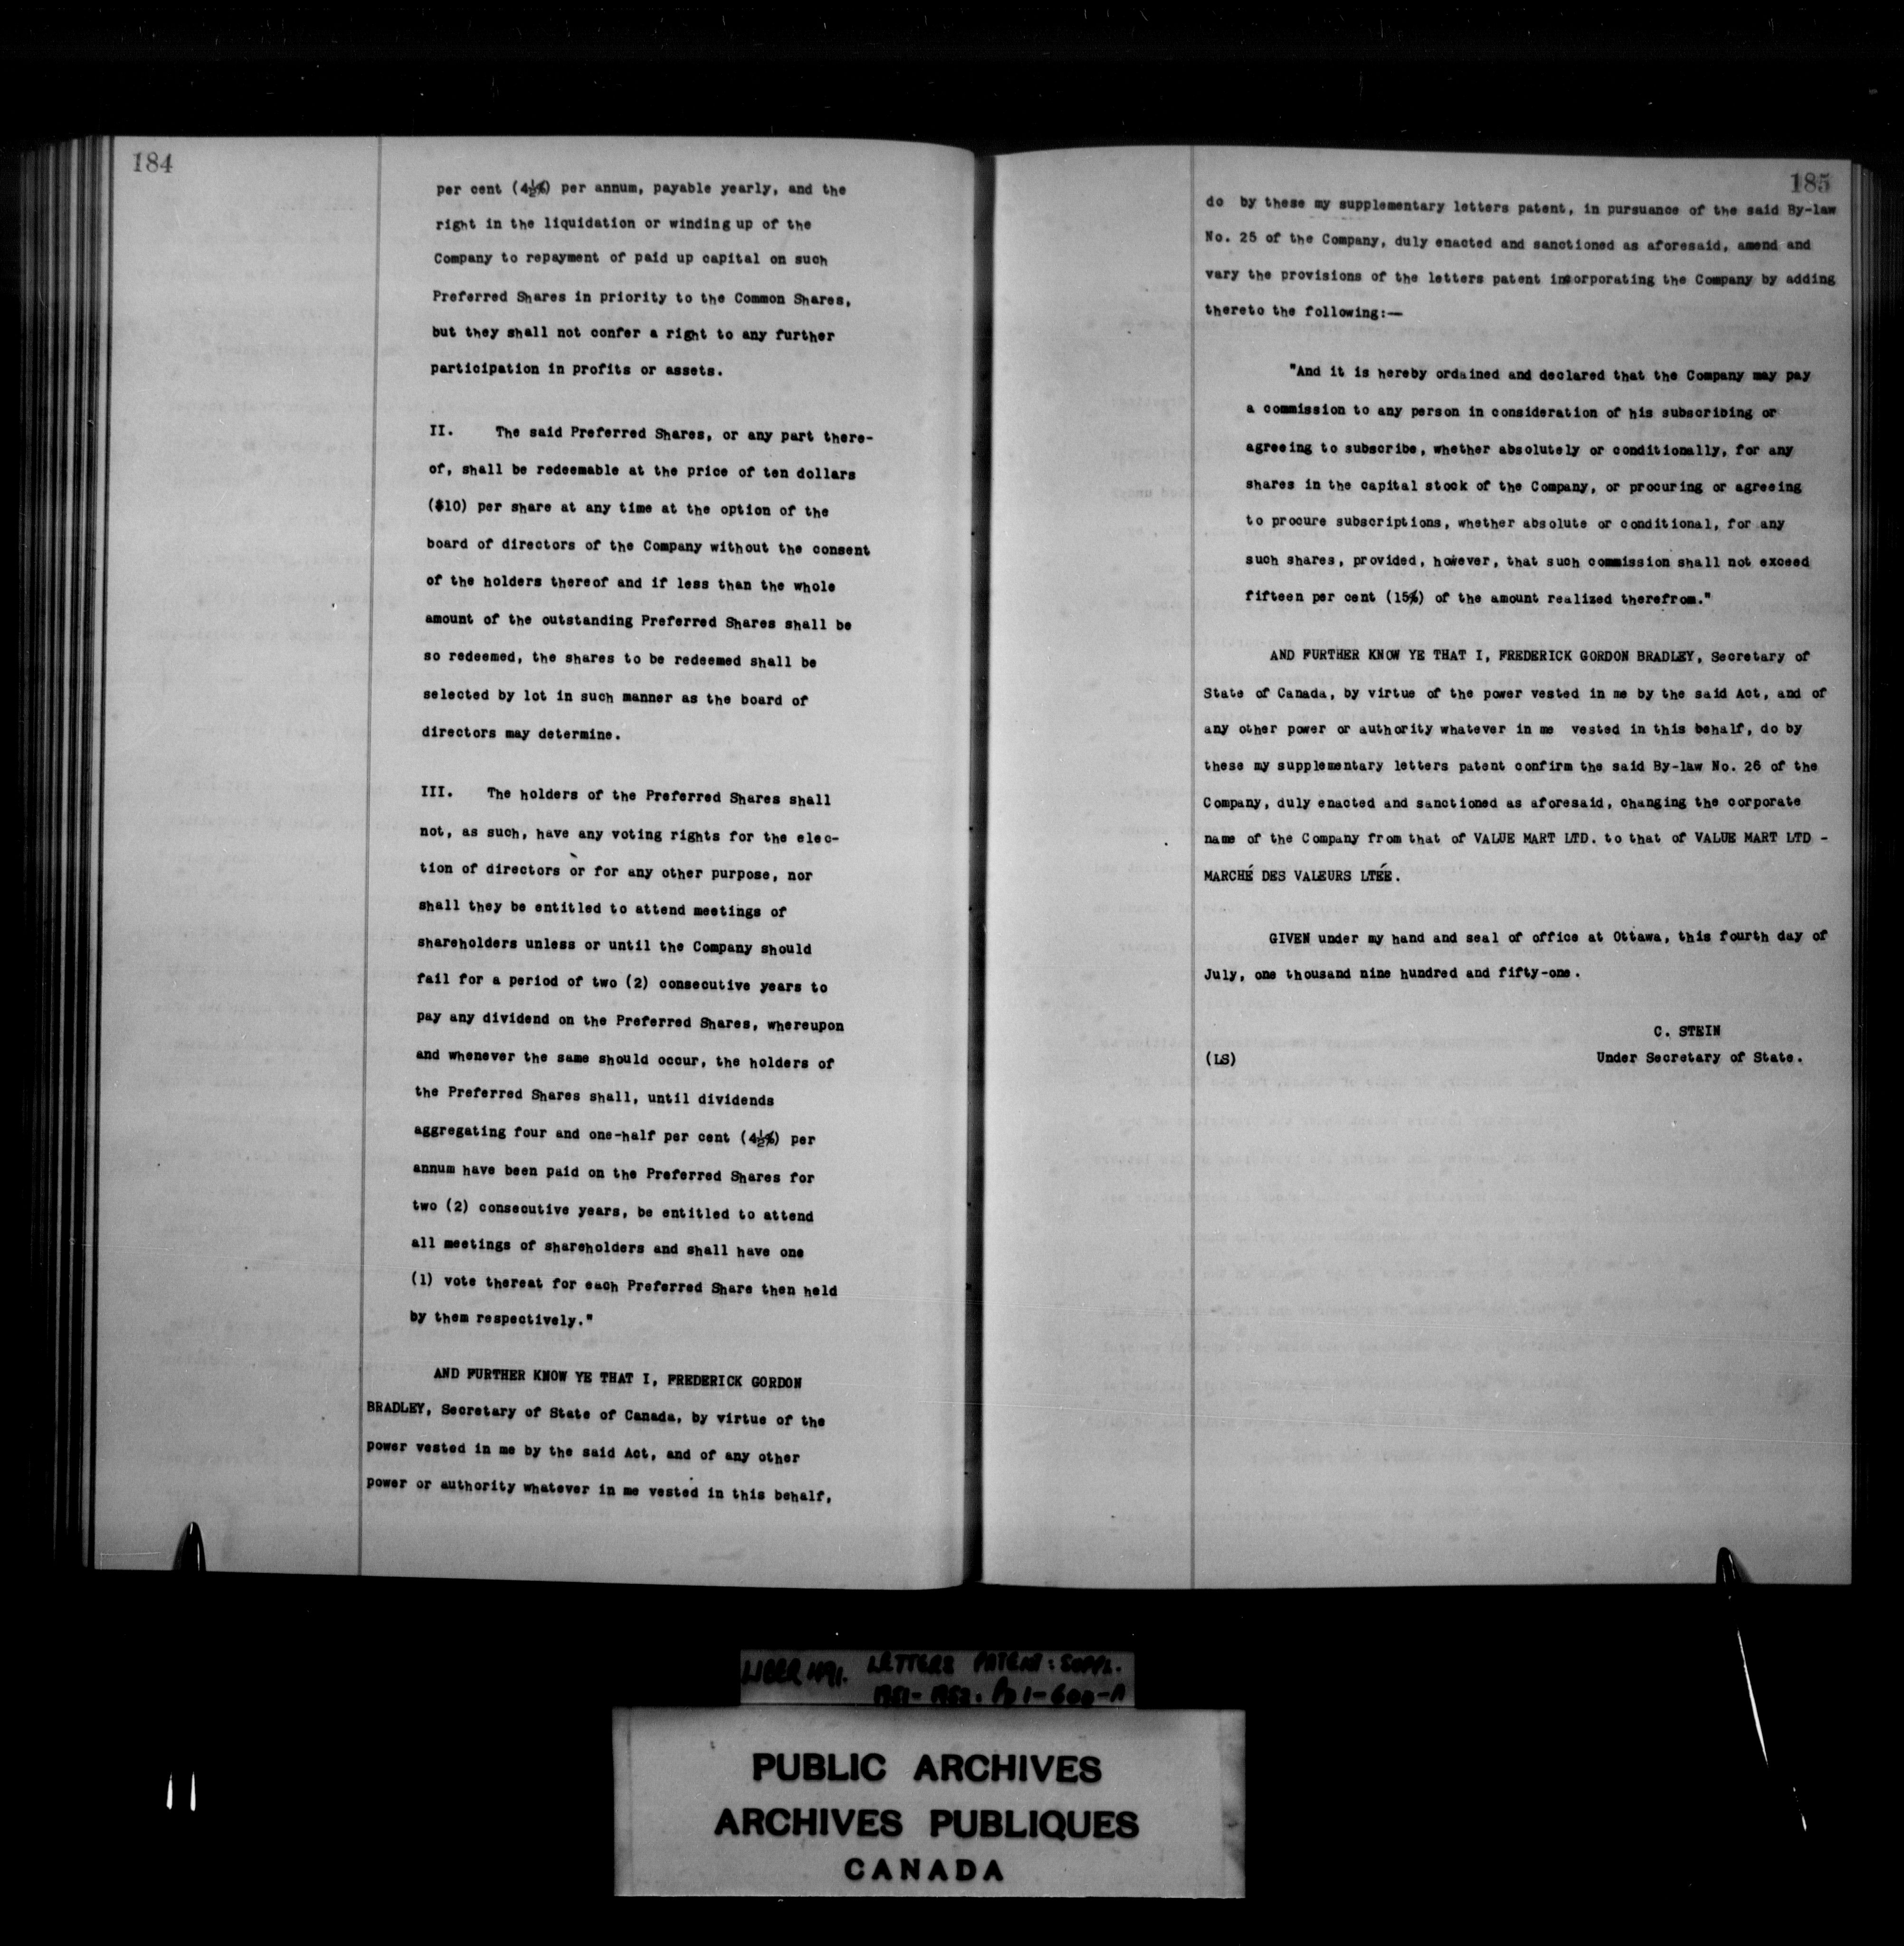 184
per cent (4½%) per annum, payable yearly, and the
right in the liquidation or winding up of the
Company to repayment of paid up capital on such
Preferred Shares in priority to the Common Shares,
but they shall not confer a right to any further
participation in profits or assets.
II. The said Preferred Shares, or any part there-
of, shall be redeemable at the price of ten dollars
($10) per share at any time at the option of the
board of directors of the Company without the consent
of the holders thereof and if less than the whole
amount of the outstanding Preferred Shares shall be
so redeemed, the shares to be redeemed shall be
selected by lot in such manner as the board of
directors may determine.
III. The holders of the Preferred Shares shall
not, as such, have any voting rights for the elec-
tion of directors or for any other purpose, nor
shall they be entitled to attend meetings of
shareholders unless or until the Company should
fail for a period of two (2) consecutive years to
pay any dividend on the Preferred Shares, whereupon
and whenever the same should occur, the holders of
the Preferred Shares shall, until dividends
aggregating four and one-half per cent (4½%) per
annum have been paid on the Preferred Shares for
two (2) consecutive years, be entitled to attend
all meetings of shareholders and shall have one
(1) vote thereat for each Preferred Share then held
by them respectively."
AND FURTHER KNOW YE THAT I, FREDERICK GORDON
BRADLEY, Secretary of State of Canada, by virtue of the
power vested in me by the said Act, and of any other
power or authority whatever in me vested in this behalf,
185
do by these my supplementary letters patent, in pursuance of the said By-law
No. 25 of the Company, duly enacted and sanctioned as aforesaid, amend and
vary the provisions of the letters patent incorporating the Company by adding
thereto the following:—
"And it is hereby ordained and declared that the Company may pay
a commission to any person in consideration of his subscribing or
agreeing to subscribe, whether absolutely or conditionally, for any
shares in the capital stock of the Company, or procuring or agreeing
to procure subscriptions, whether absolute or conditional, for any
such shares, provided, however, that such commission shall not exceed
fifteen per cent (15%) of the amount realized therefrom."
AND FURTHER KNOW YE THAT I, FREDERICK GORDON BRADLEY, Secretary of
State of Canada, by virtue of the power vested in me by the said Act, and of
any other power or authority whatever in me vested in this behalf, do by
these my supplementary letters patent confirm the said By-law No. 26 of the
Company, duly enacted and sanctioned as aforesaid, changing the corporate
name of the Company from that of VALUE MART LTD. to that of VALUE MART LTD -
MARCHÉ DES VALEURS LTÉE.
GIVEN under my hand and seal of office at Ottawa, this fourth day of
July, one thousand nine hundred and fifty-one.
C. STEIN
(LS) Under Secretary of State.
LIBER LETTERS PATENT: SUPPL.
1951-1952. Pp 1-600-A
PUBLIC ARCHIVES
ARCHIVES PUBLIQUES
CANADA